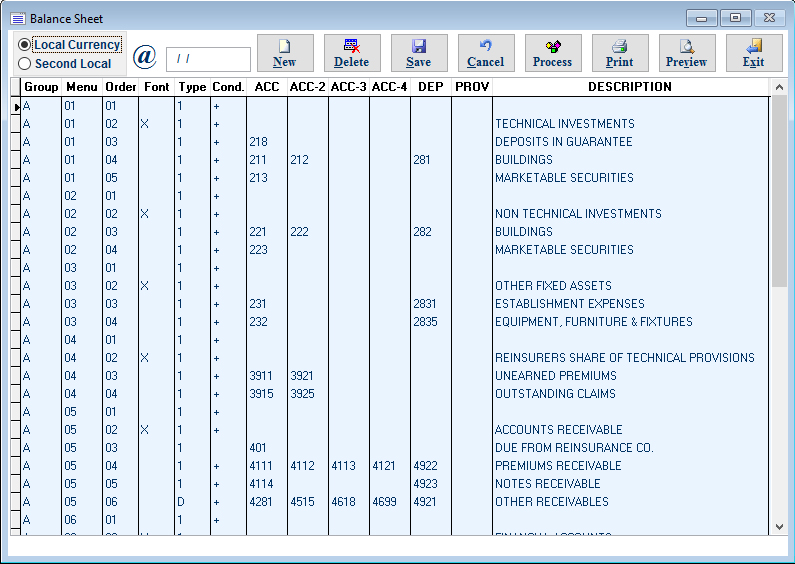 Balance Sheet
Local Currency
Second Local
@
/ /
New
Delete
Save
Cancel
Process
Print
Preview
Exit
Group Menu Order Font Type Cond. ACC ACC-2 ACC-3 ACC-4 DEP PROV DESCRIPTION
A 01 01 1 +
A 01 02 X 1 + TECHNICAL INVESTMENTS
A 01 03 1 + 218 DEPOSITS IN GUARANTEE
A 01 04 1 + 211 212 281 BUILDINGS
A 01 05 1 + 213 MARKETABLE SECURITIES
A 02 01 1 +
A 02 02 X 1 + NON TECHNICAL INVESTMENTS
A 02 03 1 + 221 222 282 BUILDINGS
A 02 04 1 + 223 MARKETABLE SECURITIES
A 03 01 1 +
A 03 02 X 1 + OTHER FIXED ASSETS
A 03 03 1 + 231 2831 ESTABLISHMENT EXPENSES
A 03 04 1 + 232 2835 EQUIPMENT, FURNITURE & FIXTURES
A 04 01 1 +
A 04 02 X 1 + REINSURERS SHARE OF TECHNICAL PROVISIONS
A 04 03 1 + 3911 3921 UNEARNED PREMIUMS
A 04 04 1 + 3915 3925 OUTSTANDING CLAIMS
A 05 01 1 +
A 05 02 X 1 + ACCOUNTS RECEIVABLE
A 05 03 1 401 DUE FROM REINSURANCE CO.
A 05 04 1 + 4111 4112 4113 4121 4922 PREMIUMS RECEIVABLE
A 05 05 1 + 4114 4923 NOTES RECEIVABLE
A 05 06 D + 4281 4515 4618 4699 4921 OTHER RECEIVABLES
A 06 01 1 +